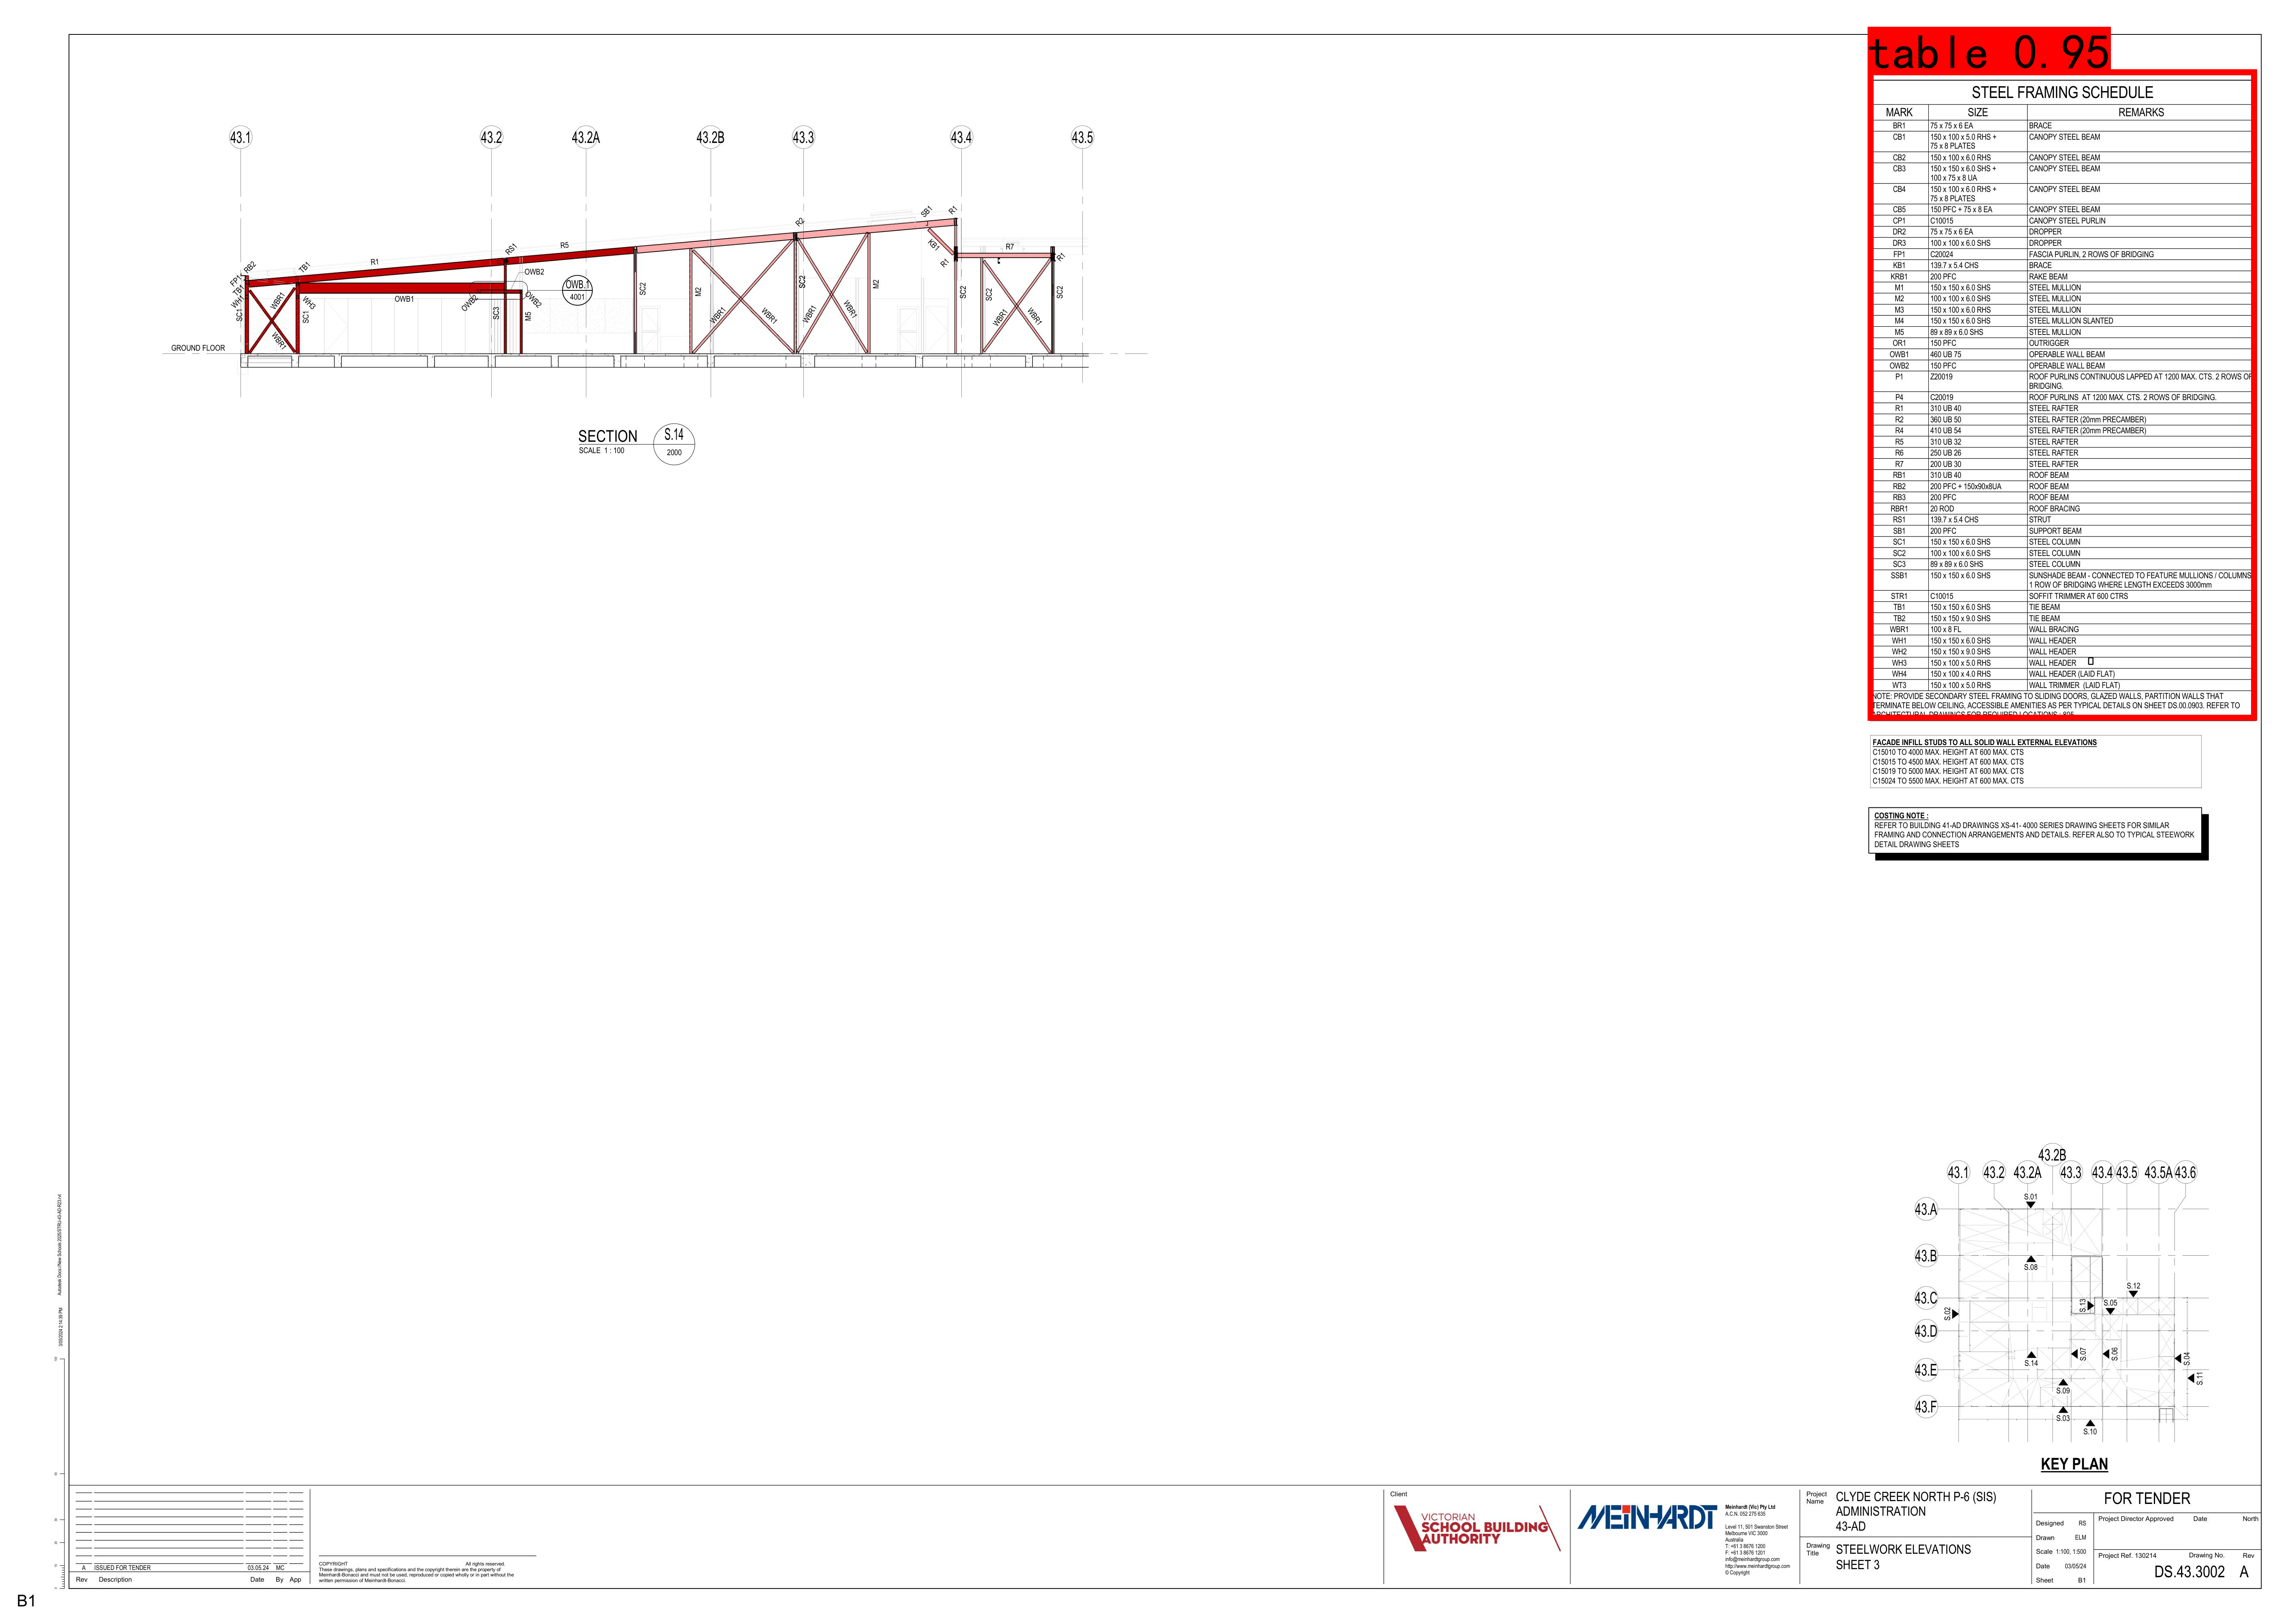 table 0.95
STEEL FRAMING SCHEDULE
MARK SIZE REMARKS
BR1 75 x 75 x 6 EA BRACE
CB1 150 x 100 x 5.0 RHS + 75 x 8 PLATES CANOPY STEEL BEAM
CB2 150 x 100 x 6.0 RHS CANOPY STEEL BEAM
CB3 150 x 150 x 6.0 SHS + 100 x 75 x 8 UA CANOPY STEEL BEAM
CB4 150 x 100 x 6.0 RHS + 75 x 8 PLATES CANOPY STEEL BEAM
CB5 150 PFC + 75 x 8 EA CANOPY STEEL BEAM
CP1 C10015 CANOPY STEEL PURLIN
DR2 75 x 75 x 6 EA DROPPER
DR3 100 x 100 x 6.0 SHS DROPPER
FP1 C20024 FASCIA PURLIN, 2 ROWS OF BRIDGING
KB1 139.7 x 5.4 CHS BRACE
KRB1 200 PFC RAKE BEAM
M1 150 x 150 x 6.0 SHS STEEL MULLION
M2 100 x 100 x 6.0 SHS STEEL MULLION
M3 150 x 100 x 6.0 RHS STEEL MULLION
M4 150 x 150 x 6.0 SHS STEEL MULLION SLANTED
M5 89 x 89 x 6.0 SHS STEEL MULLION
OR1 150 PFC OUTRIGGER
OWB1 460 UB 75 OPERABLE WALL BEAM
OWB2 150 PFC OPERABLE WALL BEAM
P1 Z20019 ROOF PURLINS CONTINUOUS LAPPED AT 1200 MAX. CTS. 2 ROWS OF
BRIDGING.
P4 C20019 ROOF PURLINS AT 1200 MAX. CTS. 2 ROWS OF BRIDGING.
R1 310 UB 40 STEEL RAFTER
R2 360 UB 50 STEEL RAFTER (20mm PRECAMBER)
R4 410 UB 54 STEEL RAFTER (20mm PRECAMBER)
R5 310 UB 32 STEEL RAFTER
R6 250 UB 26 STEEL RAFTER
R7 200 UB 30 STEEL RAFTER
RB1 310 UB 40 ROOF BEAM
RB2 200 PFC + 150x90x8UA ROOF BEAM
RB3 200 PFC ROOF BEAM
RBR1 20 ROD ROOF BRACING
RS1 139.7 x 5.4 CHS STRUT
SB1 200 PFC SUPPORT BEAM
SC1 150 x 150 x 6.0 SHS STEEL COLUMN
SC2 100 x 100 x 6.0 SHS STEEL COLUMN
SC3 89 x 89 x 6.0 SHS STEEL COLUMN
SSB1 150 x 150 x 6.0 SHS SUNSHADE BEAM - CONNECTED TO FEATURE MULLIONS / COLUMNS
1 ROW OF BRIDGING WHERE LENGTH EXCEEDS 3000mm
STR1 C10015 SOFFIT TRIMMER AT 600 CTRS
TB1 150 x 150 x 6.0 SHS TIE BEAM
TB2 150 x 150 x 9.0 SHS TIE BEAM
WBR1 100 x 8 FL WALL BRACING
WH1 150 x 150 x 6.0 SHS WALL HEADER
WH2 150 x 150 x 9.0 SHS WALL HEADER
WH3 150 x 100 x 5.0 RHS WALL HEADER
WH4 150 x 100 x 4.0 RHS WALL HEADER (LAID FLAT)
WT3 150 x 100 x 5.0 RHS WALL TRIMMER (LAID FLAT)
NOTE: PROVIDE SECONDARY STEEL FRAMING TO SLIDING DOORS, GLAZED WALLS, PARTITION WALLS THAT
TERMINATE BELOW CEILING, ACCESSIBLE AMENITIES AS PER TYPICAL DETAILS ON SHEET DS.00.0903. REFER TO
ARCHITECTURAL DRAWINGS FOR REQUIRED LOCATIONS : 805
FACADE INFILL STUDS TO ALL SOLID WALL EXTERNAL ELEVATIONS
C15010 TO 4000 MAX. HEIGHT AT 600 MAX. CTS
C15015 TO 4500 MAX. HEIGHT AT 600 MAX. CTS
C15019 TO 5000 MAX. HEIGHT AT 600 MAX. CTS
C15024 TO 5500 MAX. HEIGHT AT 600 MAX. CTS
COSTING NOTE :
REFER TO BUILDING 41-AD DRAWINGS XS-41- 4000 SERIES DRAWING SHEETS FOR SIMILAR
FRAMING AND CONNECTION ARRANGEMENTS AND DETAILS. REFER ALSO TO TYPICAL STEEWORK
DETAIL DRAWING SHEETS
43.1 43.2 43.2A 43.2B 43.3 43.4 43.5
SB1 R1
R2
RS1 R5 KB1 R1 R7 R1
FP1 RB2 TB1 R1
TB1 WH1 WBR1 WH3 OWB1 OWB2 OWB2 OWB2 OWB.1
4001
SC1 WBR1 SC1 SC3 M5 SC2 M2 WBR1 WBR1 SC2 WBR1 WBR1 M2 SC2 SC2 WBR1 WBR1 SC2
GROUND FLOOR
SECTION S.14
SCALE 1 : 100 2000
43.2B
43.1 43.2 43.2A 43.3 43.4 43.5 43.5A 43.6
S.01
43.A
43.B
S.08
S.12
43.C S.02 S.13 S.05
43.D
S.07 S.06 S.04
S.14
43.E S.11
S.09
43.F
S.03
S.10
KEY PLAN
3/05/2024 2:14:39 PM Autodesk Docs://New Schools 2025/STRU-43-AD-R23.rvt
A ISSUED FOR TENDER 03.05.24 MC
Rev Description Date By App
COPYRIGHT All rights reserved.
These drawings, plans and specifications and the copyright therein are the property of
Meinhardt-Bonacci and must not be used, reproduced or copied wholly or in part without the
written permission of Meinhardt-Bonacci.
Client
VICTORIAN
SCHOOL BUILDING
AUTHORITY
MEINHARDT
Meinhardt (Vic) Pty Ltd
A.C.N. 052 275 635
Level 11, 501 Swanston Street
Melbourne VIC 3000
Australia
T: +61 3 8676 1200
F: +61 3 8676 1201
info@meinhardtgroup.com
http://www.meinhardtgroup.com
© Copyright
Project
Name
CLYDE CREEK NORTH P-6 (SIS)
ADMINISTRATION
43-AD
Drawing
Title
STEELWORK ELEVATIONS
SHEET 3
FOR TENDER
Designed RS
Drawn ELM
Scale 1:100, 1:500
Date 03/05/24
Sheet B1
Project Director Approved Date North
Project Ref. 130214 Drawing No. Rev
DS.43.3002 A
B1